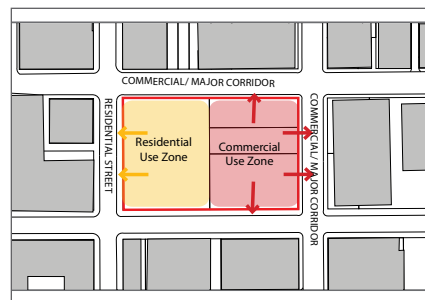 COMMERCIAL/ MAJOR CORRIDOR
RESIDENTIAL STREET
Residential
Use Zone
Commercial
Use Zone
COMMERCIAL/ MAJOR CORRIDOR